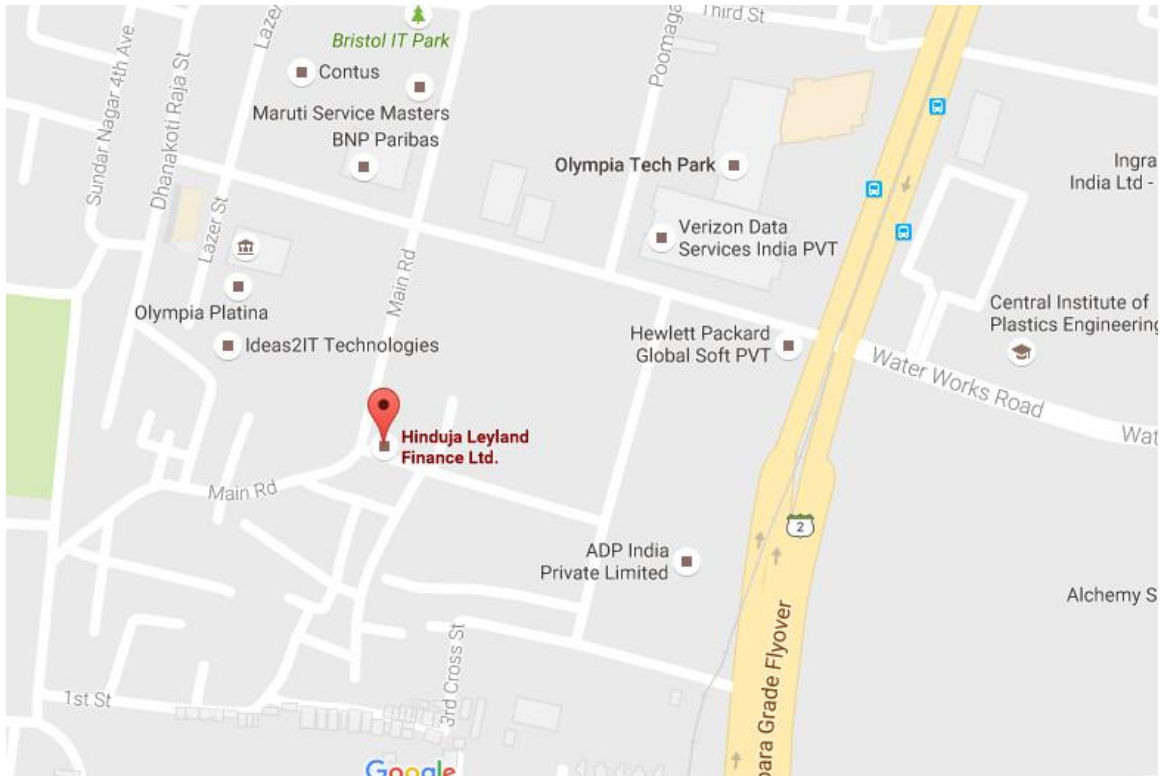 Third St
Bristol IT Park
Sundar Nagar 4th Ave
Dhanakoti Raja St
Contus
Maruti Service Masters
BNP Paribas
Olympia Tech Park
Ingra
India Ltd -
Lazer St
Verizon Data
Services India PVT
Main Rd
Olympia Platina
Central Institute of
Plastics Engineering
Ideas2IT Technologies
Hewlett Packard
Global Soft PVT
Water Works Road
Hinduja Leyland
Finance Ltd.
Wat
Main Rd
2
ADP India
Private Limited
Alchemy S
3rd Cross St
para Grade Flyover
1st St
Google